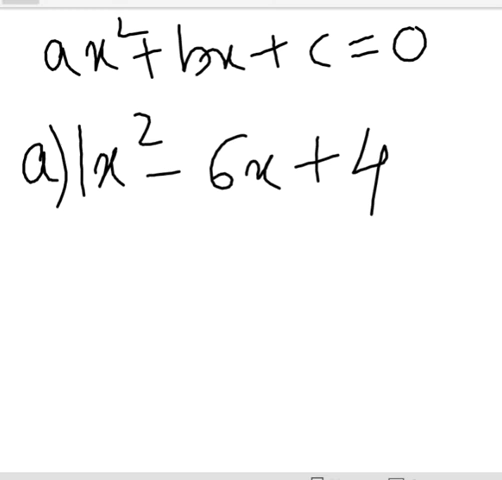 ax²+bx+c=0
a) 1x² - 6x + 4